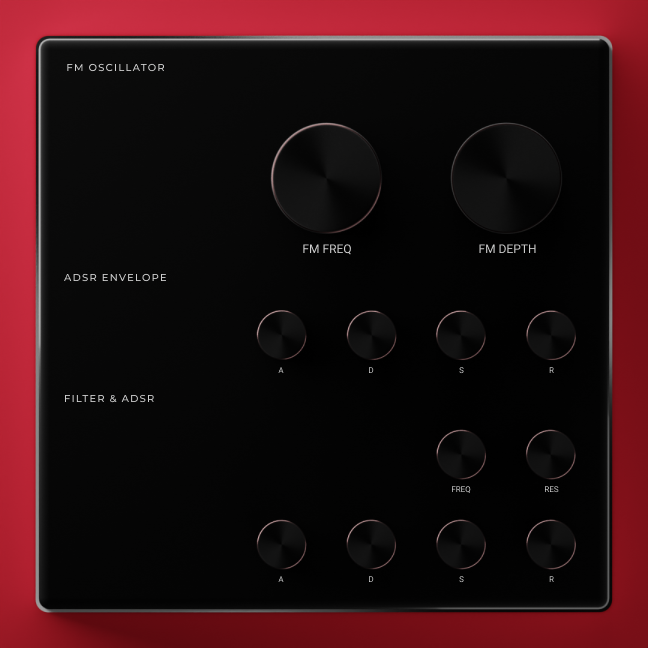 FM OSCILLATOR
FM FREQ FM DEPTH
ADSR ENVELOPE
A D S R
FILTER & ADSR
FREQ RES
A D S R